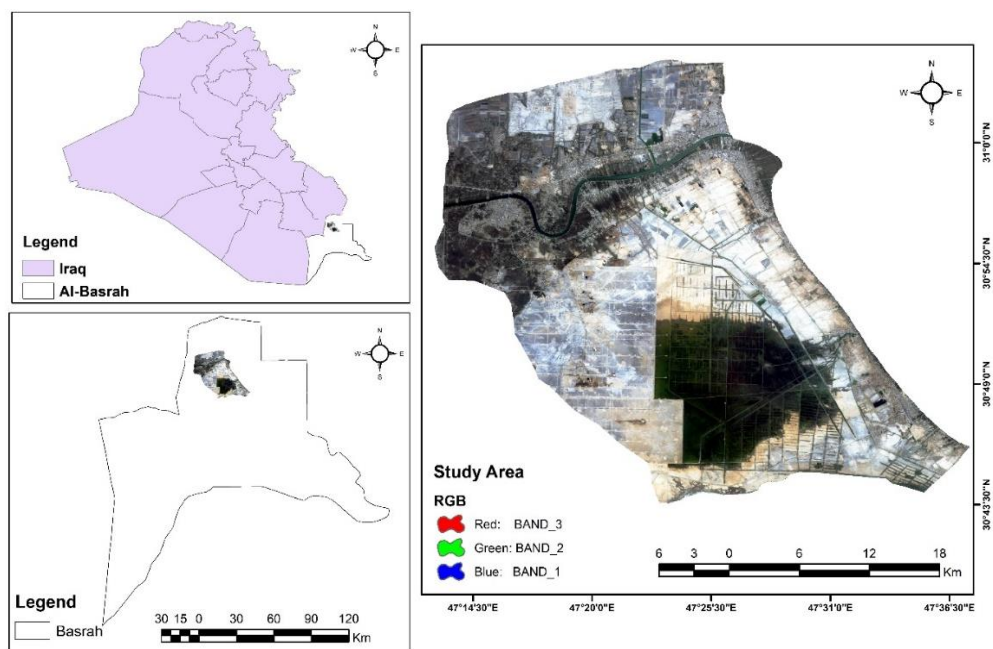 N
W E
S
Legend
Iraq
Al-Basrah
N
W E
S
Legend
Basrah
30 15 0 30 60 90 120
Km
N
W E
S
31°0'0"N
30°54'30"N
30°49'0"N
30°43'30"N
Study Area
RGB
Red: BAND_3
Green: BAND_2
Blue: BAND_1
6 3 0 6 12 18
Km
47°14'30"E 47°20'0"E 47°25'30"E 47°31'0"E 47°36'30"E